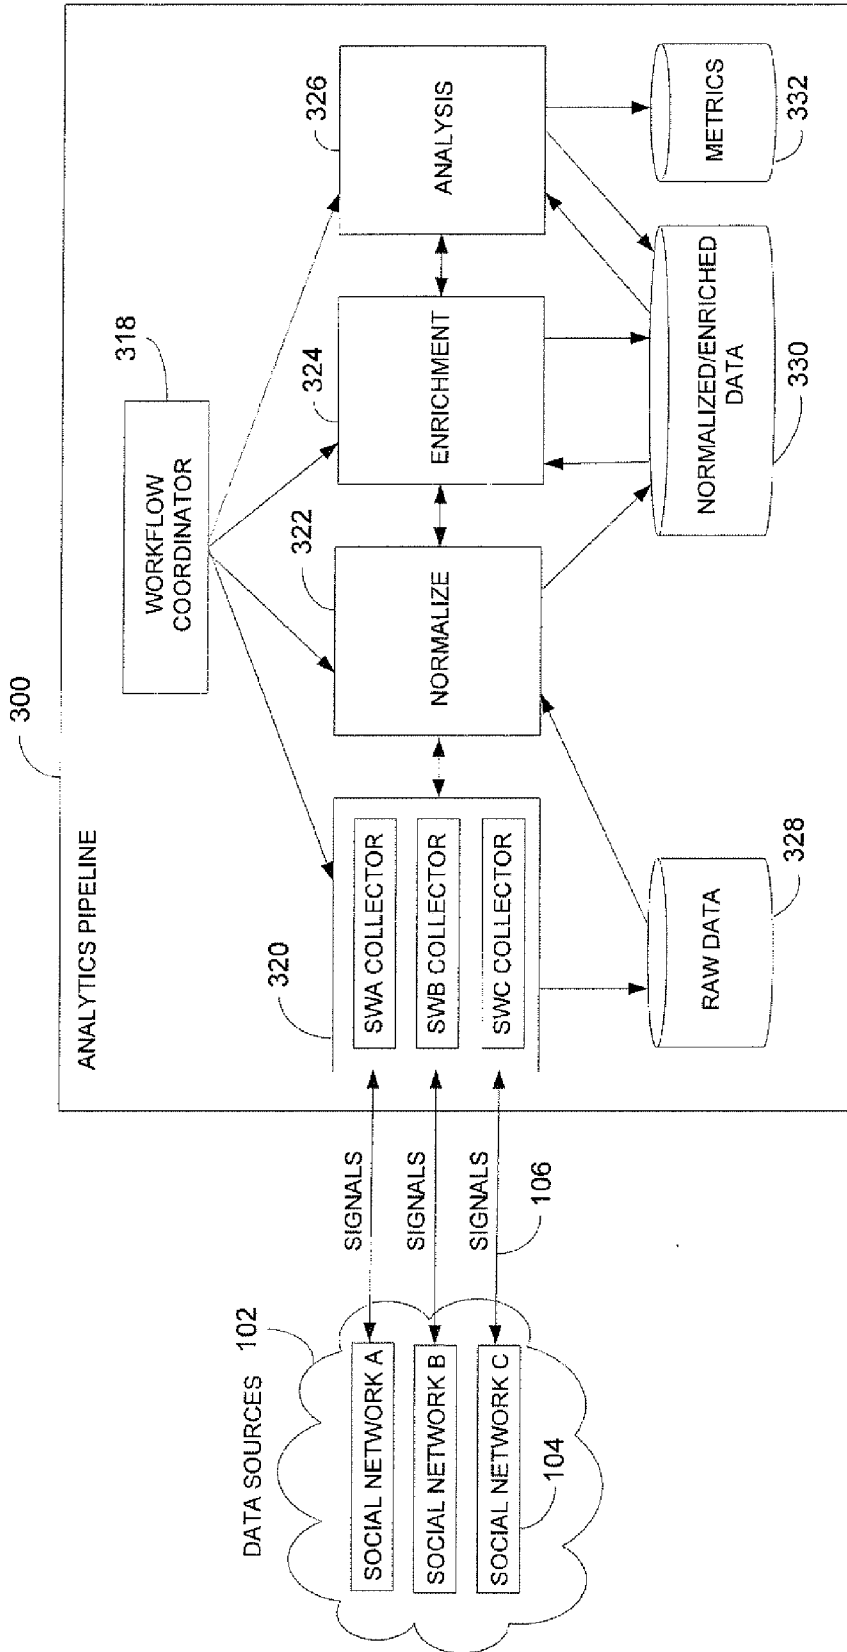 300
ANALYTICS PIPELINE
318
WORKFLOW
COORDINATOR
DATA SOURCES 102
SOCIAL NETWORK A
SOCIAL NETWORK B
SOCIAL NETWORK C
104
SIGNALS
SIGNALS
SIGNALS
106
320
SWA COLLECTOR
SWB COLLECTOR
SWC COLLECTOR
322
NORMALIZE
324
ENRICHMENT
326
ANALYSIS
RAW DATA
328
NORMALIZED/ENRICHED
DATA
330
METRICS
332